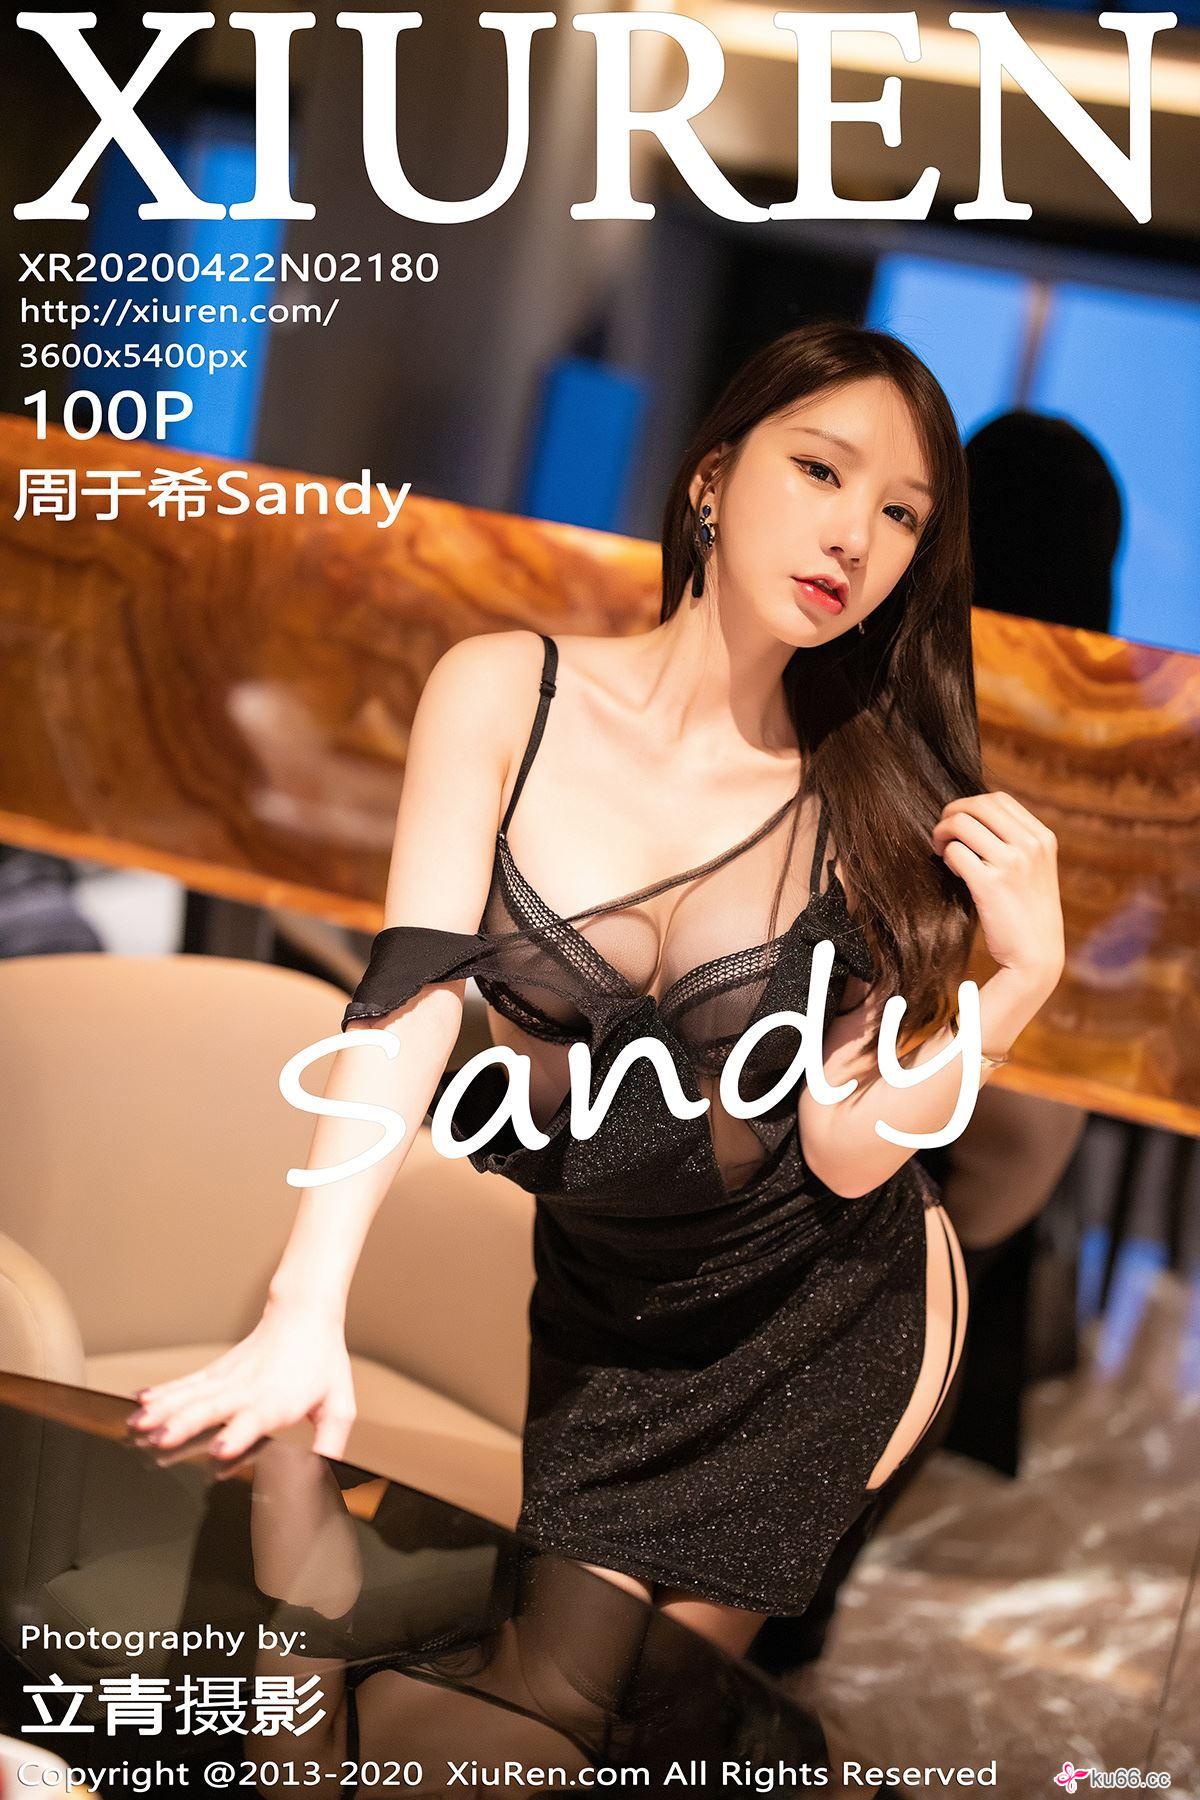 XIUREN
XR20200422N02180
http://xiuren.com/
3600x5400px
100P
周于希Sandy
Sandy
Photography by:
立青摄影
Copyright @2013-2020 XiuRen.com All Rights Reserved
ku66.cc